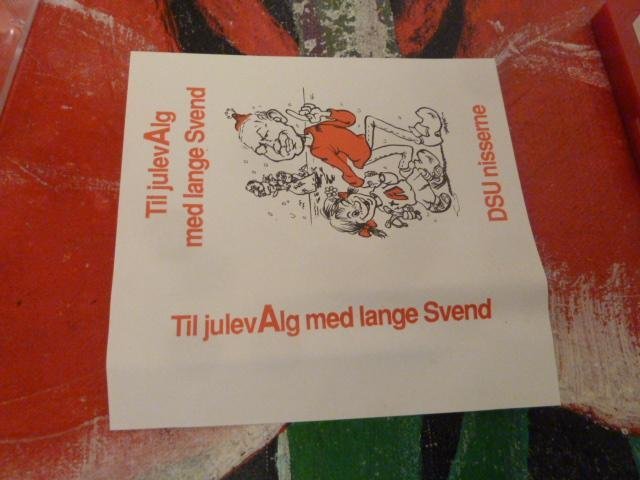 Til julevAlg
med lange Svend
DSU nisserne
Til julevAlg med lange Svend